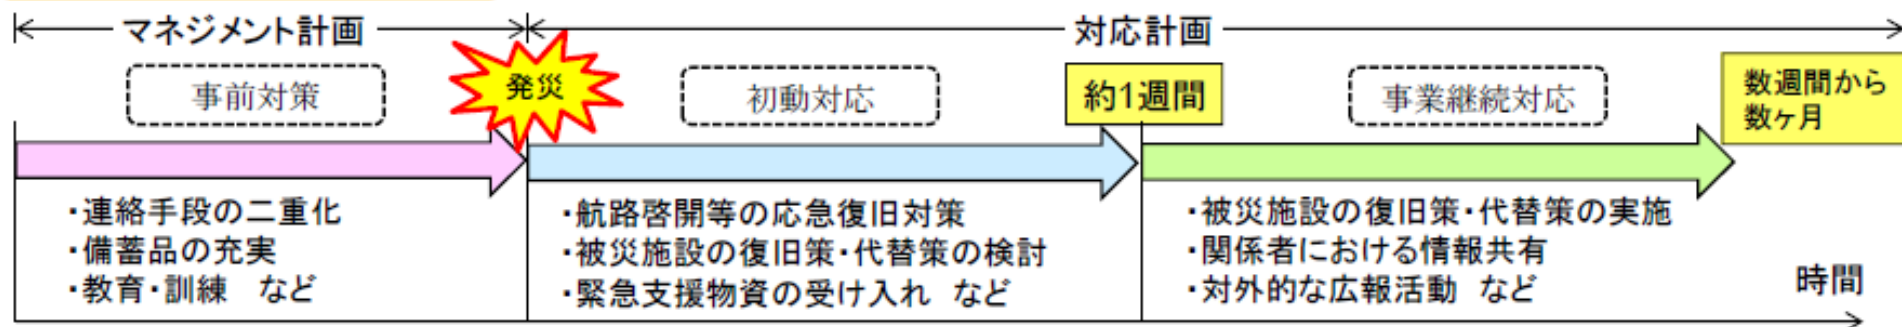 マネジメント計画
対応計画
事前対策
発災
初動対応
約1週間
事業継続対応
数週間から
数ヶ月
・連絡手段の二重化
・備蓄品の充実
・教育・訓練　など
・航路啓開等の応急復旧対策
・被災施設の復旧策・代替策の検討
・緊急支援物資の受け入れ　など
・被災施設の復旧策・代替策の実施
・関係者における情報共有
・対外的な広報活動　など
時間